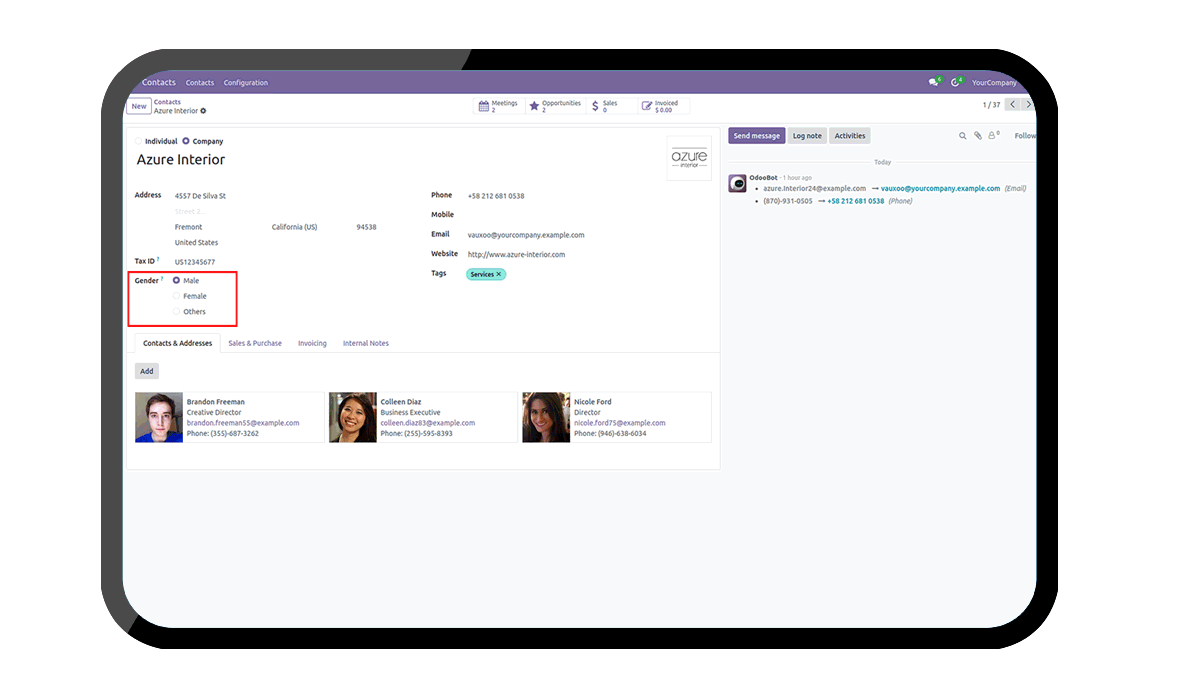 Contacts Contacts Configuration 6 4 YourCompany
New Contacts Meetings Opportunities Sales Invoiced 1 / 37
Azure Interior 2 2 0 $ 0.00
Individual Company
Azure Interior
azure
interior
Address 4557 De Silva St
Street 2...
Fremont California (US) 94538
United States
Tax ID ? US12345677
Gender ? Male
Female
Others
Phone +58 212 681 0538
Mobile
Email vauxoo@yourcompany.example.com
Website http://www.azure-interior.com
Tags Services ✕
Contacts & Addresses Sales & Purchase Invoicing Internal Notes
Add
Brandon Freeman
Creative Director
brandon.freeman55@example.com
Phone: (355)-687-3262
Colleen Diaz
Business Executive
colleen.diaz83@example.com
Phone: (255)-595-8393
Nicole Ford
Director
nicole.ford75@example.com
Phone: (946)-638-6034
Send message Log note Activities 0 Follow
Today
OdooBot - 1 hour ago
• azure.Interior24@example.com → vauxoo@yourcompany.example.com (Email)
• (870)-931-0505 → +58 212 681 0538 (Phone)